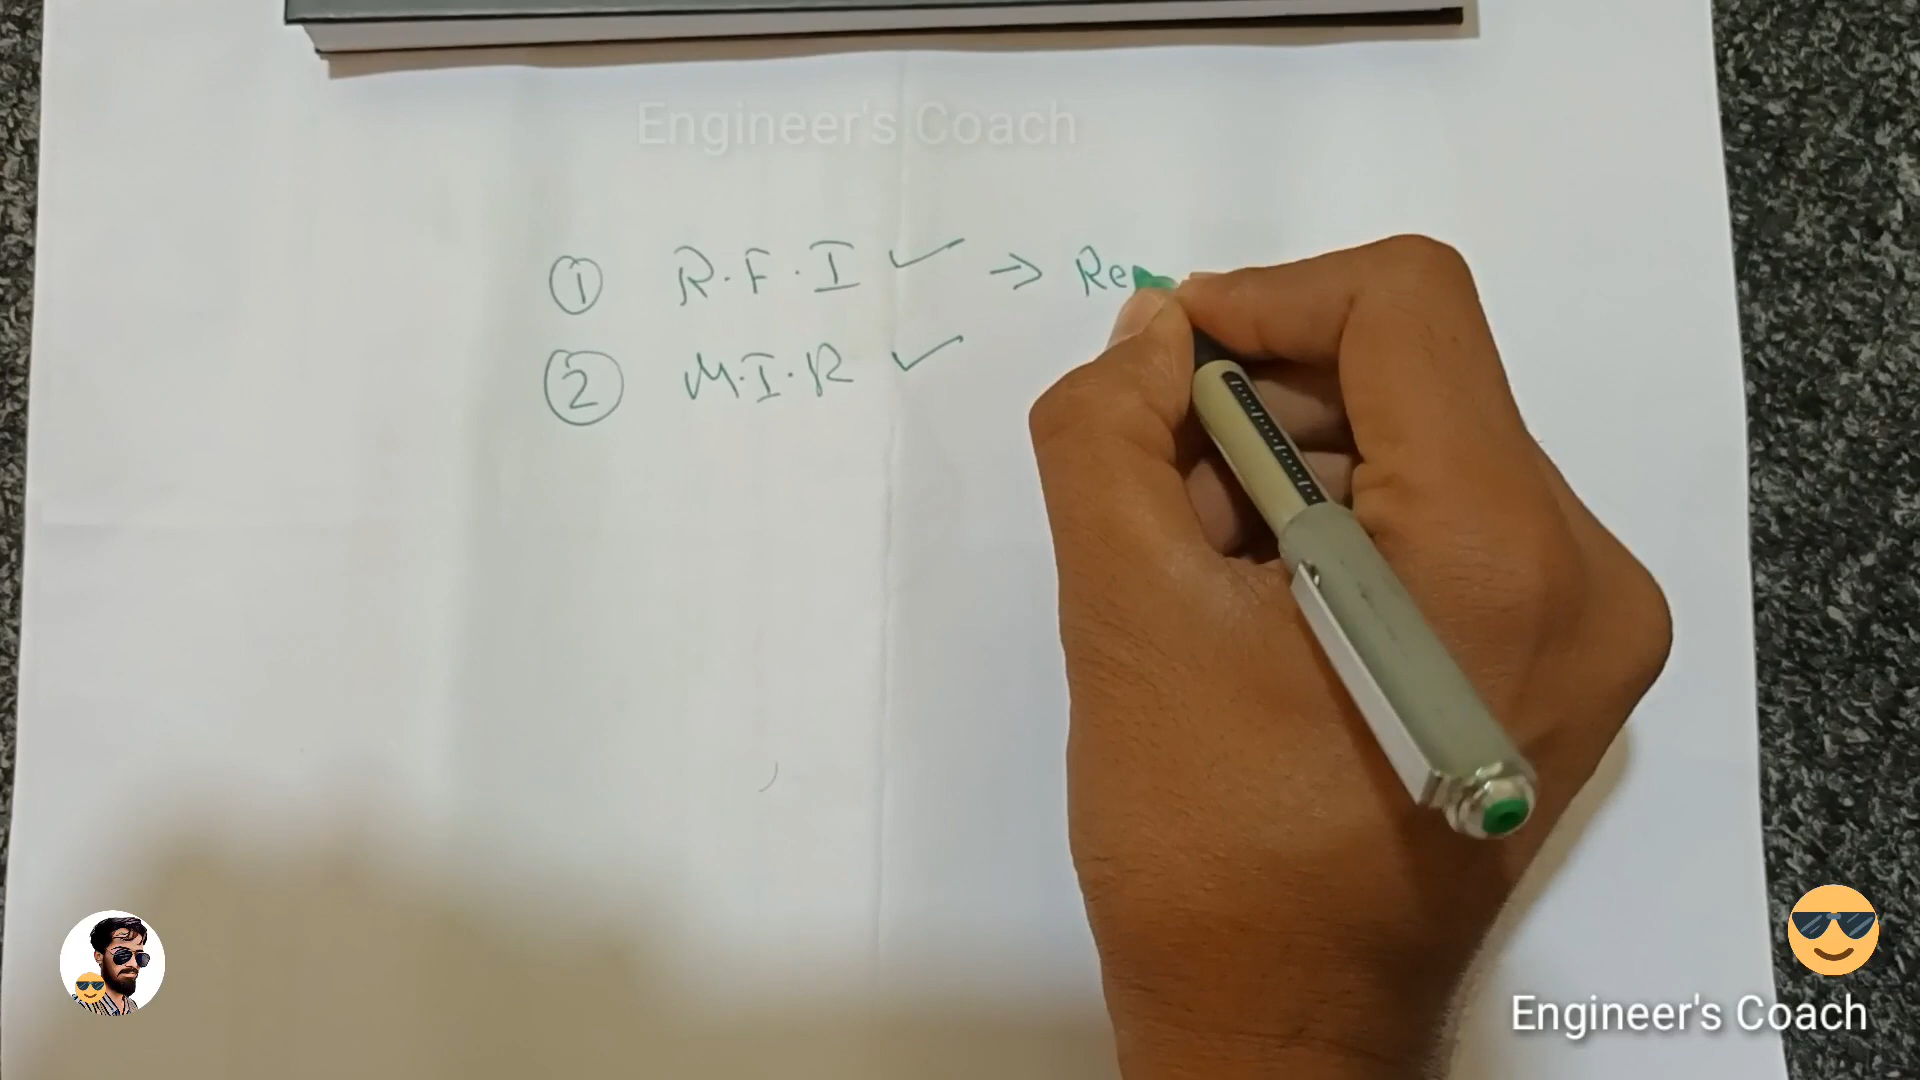 Engineer's Coach
① R.F.I ✓ → Re
② M.I.R ✓
Engineer's Coach